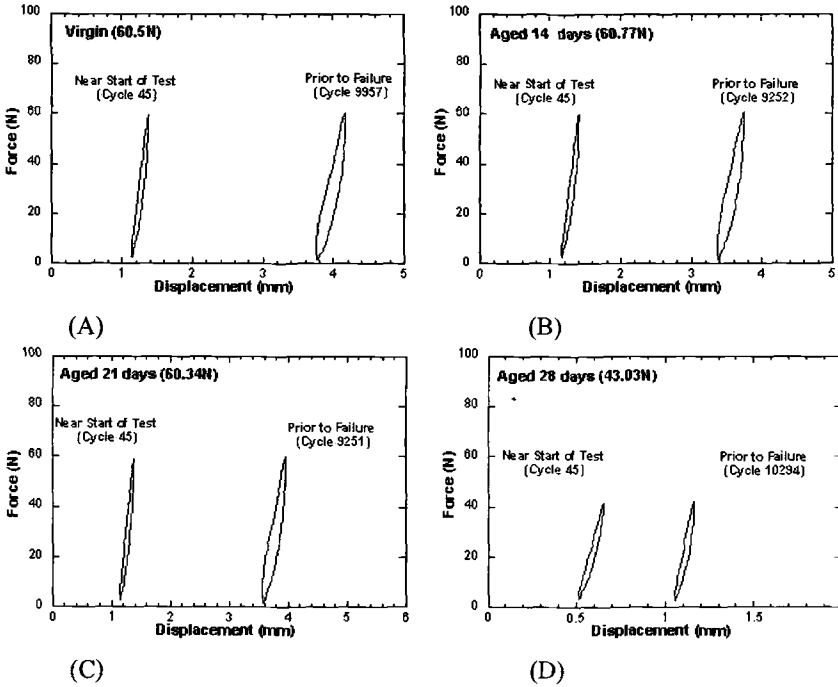 Virgin (60.5N)
Near Start of Test
(Cycle 45)
Prior to Failure
(Cycle 9957)
Force (N)
100
80
60
40
20
0
0 1 2 3 4 5
Displacement (mm)
(A)
Aged 14 days (60.77N)
Near Start of Test
(Cycle 45)
Prior to Failure
(Cycle 9252)
Force (N)
100
80
60
40
20
0
0 1 2 3 4 5
Displacement (mm)
(B)
Aged 21 days (60.34N)
Near Start of Test
(Cycle 45)
Prior to Failure
(Cycle 9251)
Force (N)
100
80
60
40
20
0
0 1 2 3 4 5 6
Displacement (mm)
(C)
Aged 28 days (43.03N)
Near Start of Test
(Cycle 45)
Prior to Failure
(Cycle 10294)
Force (N)
100
80
60
40
20
0
0 0.5 1 1.5
Displacement (mm)
(D)